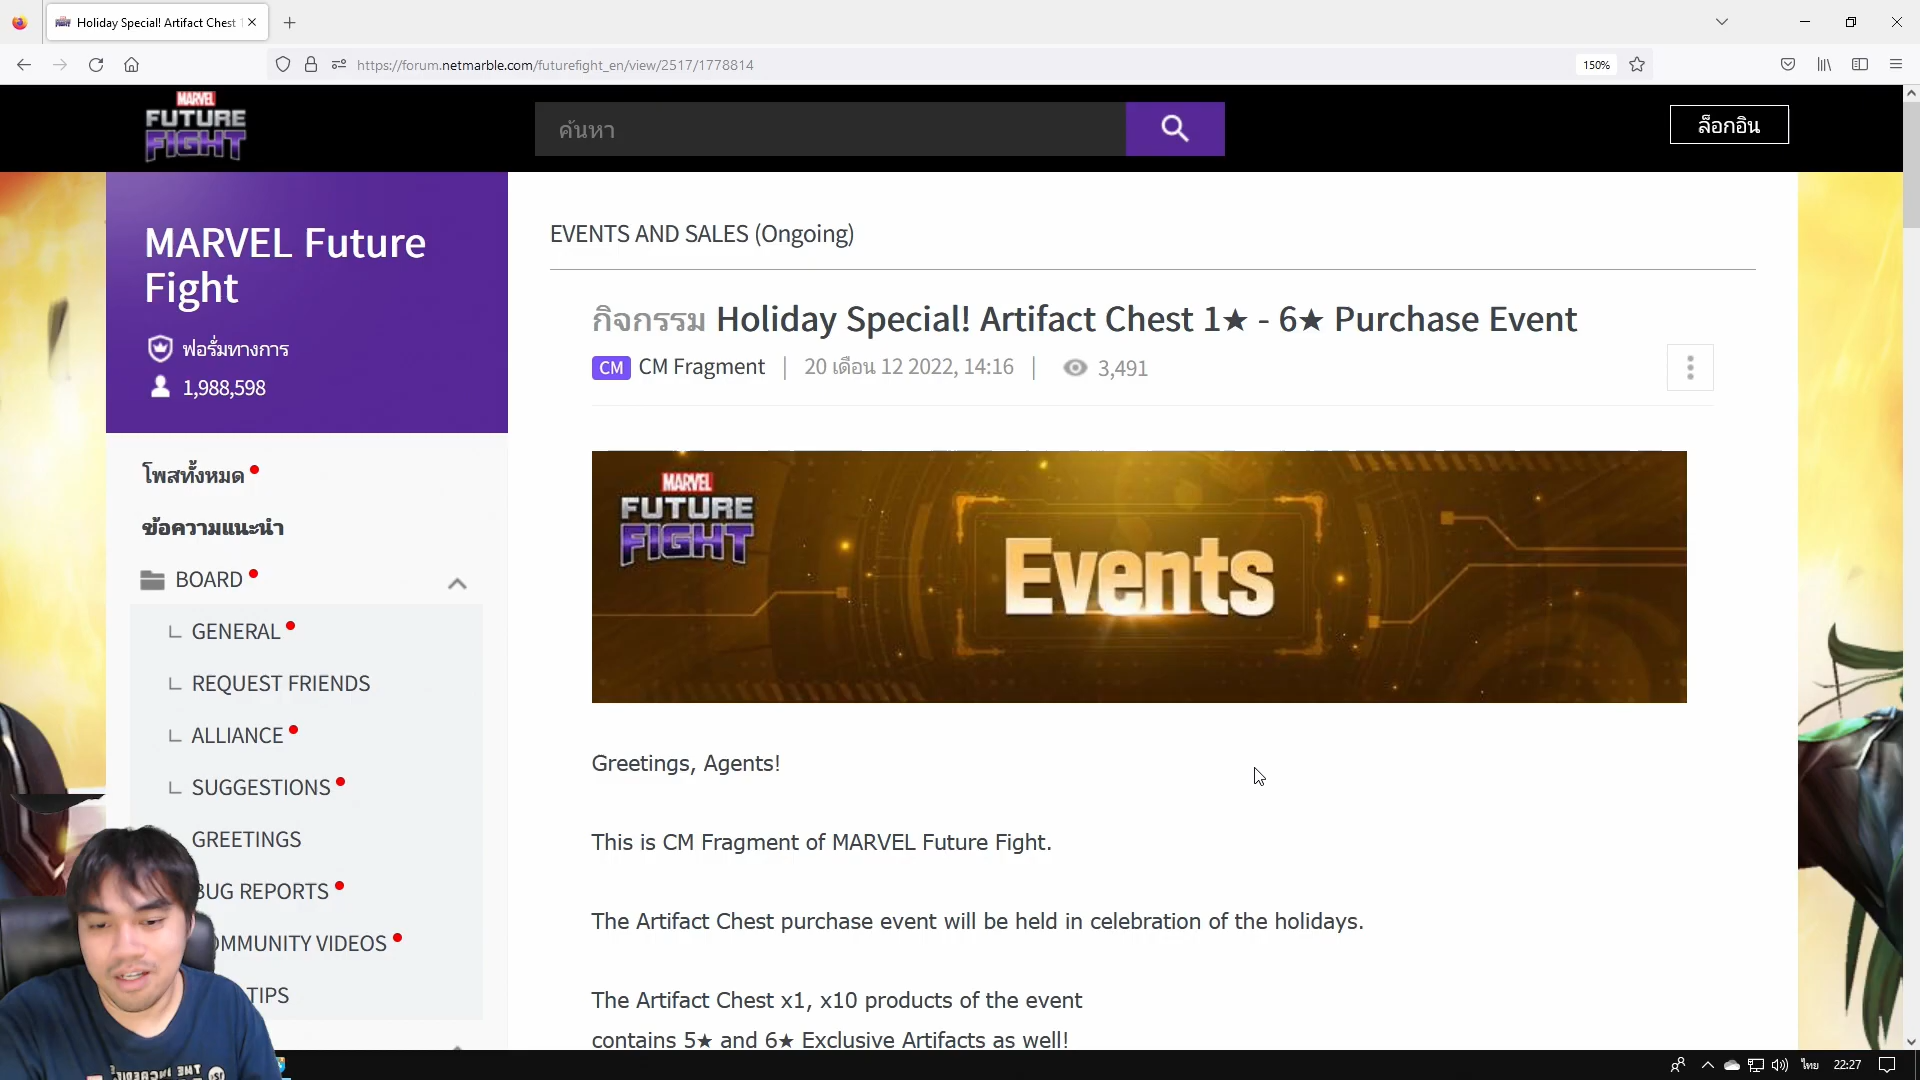 Holiday Special! Artifact Chest 1
https://forum.netmarble.com/futurefight_en/view/2517/1778814
150%
MARVEL
FUTURE
FIGHT
ค้นหา
ล็อกอิน
MARVEL Future
Fight
ฟอรั่มทางการ
1,988,598
โพสทั้งหมด
ข้อความแนะนำ
BOARD
GENERAL
REQUEST FRIENDS
ALLIANCE
SUGGESTIONS
GREETINGS
BUG REPORTS
OMMUNITY VIDEOS
TIPS
EVENTS AND SALES (Ongoing)
กิจกรรม Holiday Special! Artifact Chest 1★ - 6★ Purchase Event
CM CM Fragment | 20 เดือน 12 2022, 14:16 | 3,491
MARVEL
FUTURE
FIGHT
Events
Greetings, Agents!
This is CM Fragment of MARVEL Future Fight.
The Artifact Chest purchase event will be held in celebration of the holidays.
The Artifact Chest x1, x10 products of the event
contains 5★ and 6★ Exclusive Artifacts as well!
ไทย
22:27